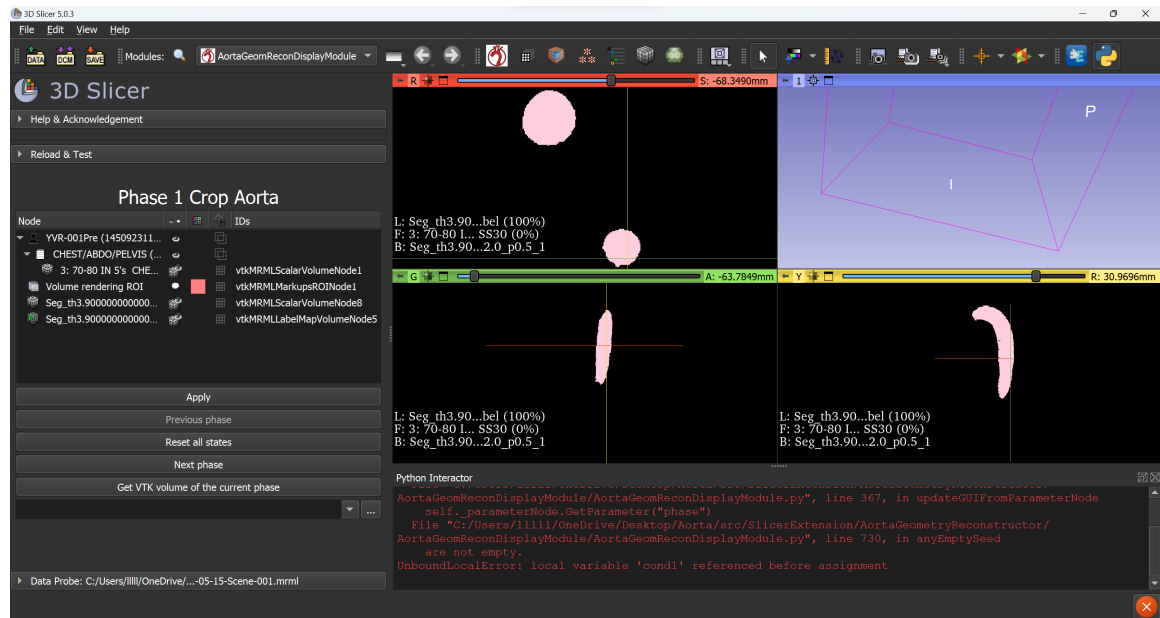 3D Slicer 5.0.3
File Edit View Help
DATA DCM SAVE Modules: AortaGeomReconDisplayModule
3D Slicer
Help & Acknowledgement
Reload & Test
Phase 1 Crop Aorta
Node IDs
YVR-001Pre (145092311...
CHEST/ABDO/PELVIS (...
3: 70-80 IN 5's CHE... vtkMRMLScalarVolumeNode1
Volume rendering ROI vtkMRMLMarkupsROINode1
Seg_th3.900000000000... vtkMRMLScalarVolumeNode8
Seg_th3.900000000000... vtkMRMLLabelMapVolumeNode5
Apply
Previous phase
Reset all states
Next phase
Get VTK volume of the current phase
...
Data Probe: C:/Users/lllll/OneDrive/...-05-15-Scene-001.mrml
R S: -68.3490mm
L: Seg_th3.90...bel (100%)
F: 3: 70-80 I... SS30 (0%)
B: Seg_th3.90...2.0_p0.5_1
1
P
I
G A: -63.7849mm
L: Seg_th3.90...bel (100%)
F: 3: 70-80 I... SS30 (0%)
B: Seg_th3.90...2.0_p0.5_1
Y R: 30.9696mm
L: Seg_th3.90...bel (100%)
F: 3: 70-80 I... SS30 (0%)
B: Seg_th3.90...2.0_p0.5_1
Python Interactor
AortaGeomReconDisplayModule/AortaGeomReconDisplayModule.py", line 367, in updateGUIFromParameterNode
self._parameterNode.GetParameter("phase")
File "C:/Users/lllll/OneDrive/Desktop/Aorta/src/SlicerExtension/AortaGeometryReconstructor/
AortaGeomReconDisplayModule/AortaGeomReconDisplayModule.py", line 730, in anyEmptySeed
are not empty.
UnboundLocalError: local variable 'cond1' referenced before assignment